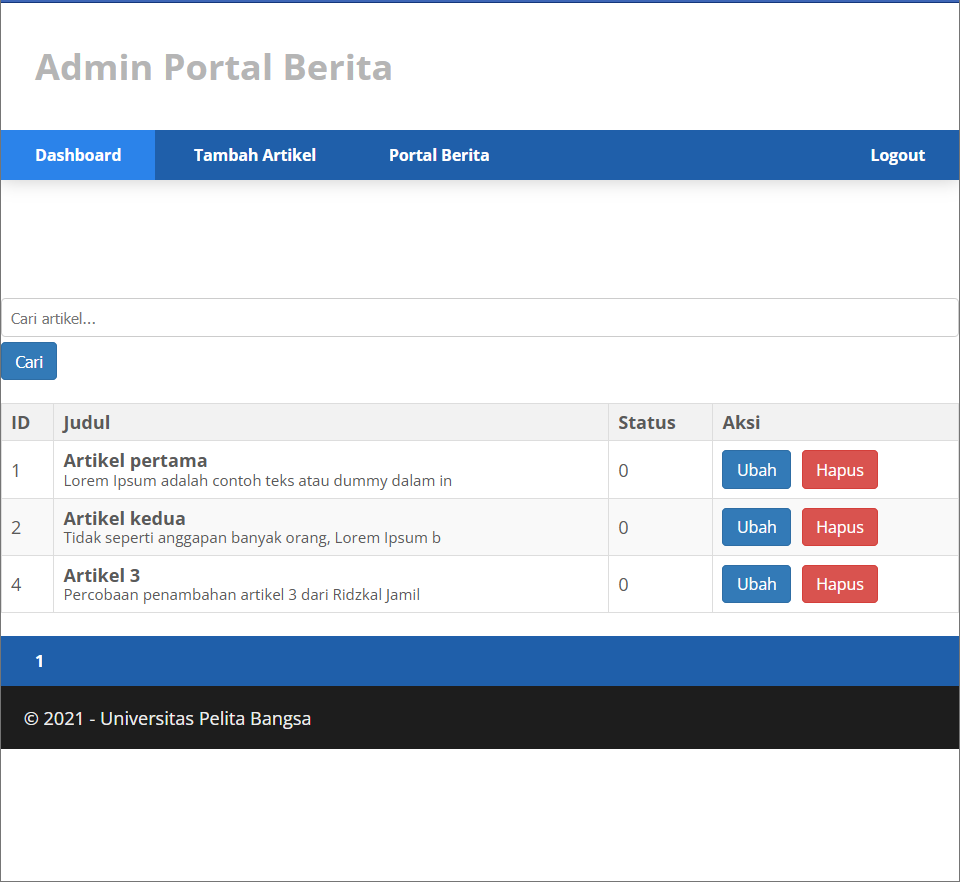 Admin Portal Berita
Dashboard Tambah Artikel Portal Berita Logout
Cari artikel...
Cari
ID Judul Status Aksi
1 Artikel pertama 0 Ubah Hapus
Lorem Ipsum adalah contoh teks atau dummy dalam in
2 Artikel kedua 0 Ubah Hapus
Tidak seperti anggapan banyak orang, Lorem Ipsum b
4 Artikel 3 0 Ubah Hapus
Percobaan penambahan artikel 3 dari Ridzkal Jamil
1
© 2021 - Universitas Pelita Bangsa